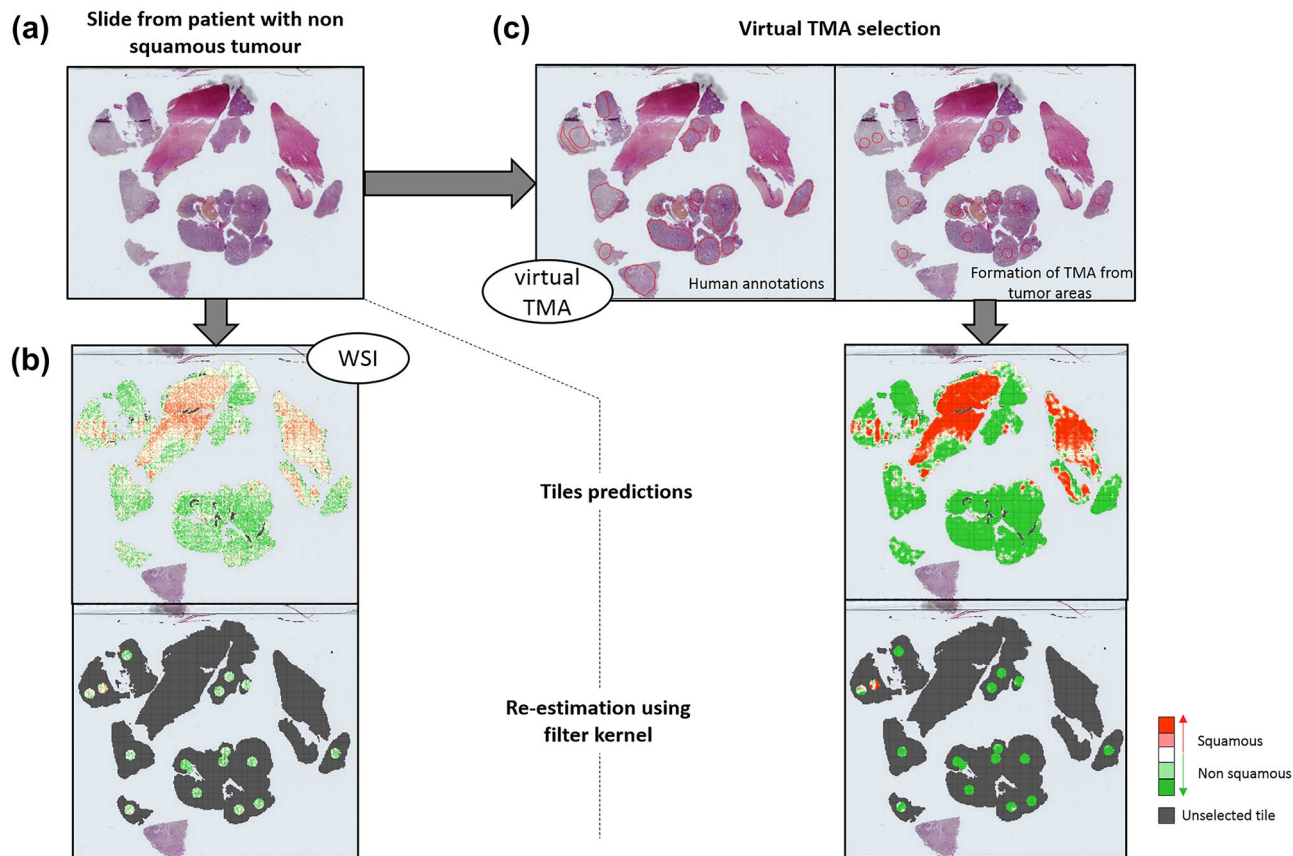 (a)
Slide from patient with non
squamous tumour
(c)
Virtual TMA selection
virtual
TMA
Human annotations
Formation of TMA from
tumor areas
(b)
WSI
Tiles predictions
Re-estimation using
filter kernel
Squamous
Non squamous
Unselected tile